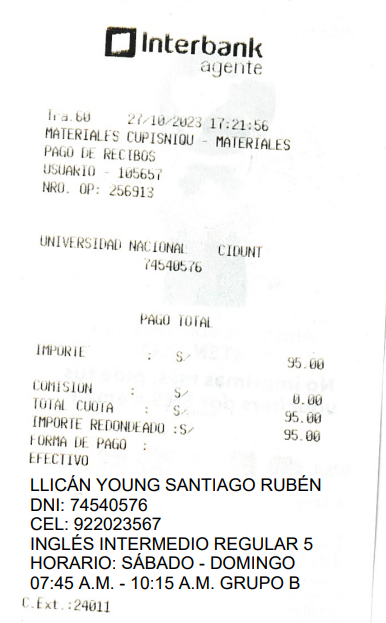 Interbank
agente
Tra.60 27/10/2023 17:21:56
MATERIALES CUPISNIQU - MATERIALES
PAGO DE RECIBOS
USUARIO - 105657
NRO. OP: 256913
UNIVERSIDAD NACIONAL CIDUNT
74540576
PAGO TOTAL
IMPORTE : S/ 95.00
COMISION : S/ 0.00
TOTAL CUOTA : S/ 95.00
IMPORTE REDONDEADO :S/ 95.00
FORMA DE PAGO :
EFECTIVO
LLICÁN YOUNG SANTIAGO RUBÉN
DNI: 74540576
CEL: 922023567
INGLÉS INTERMEDIO REGULAR 5
HORARIO: SÁBADO - DOMINGO
07:45 A.M. - 10:15 A.M. GRUPO B
C.Ext.:24011